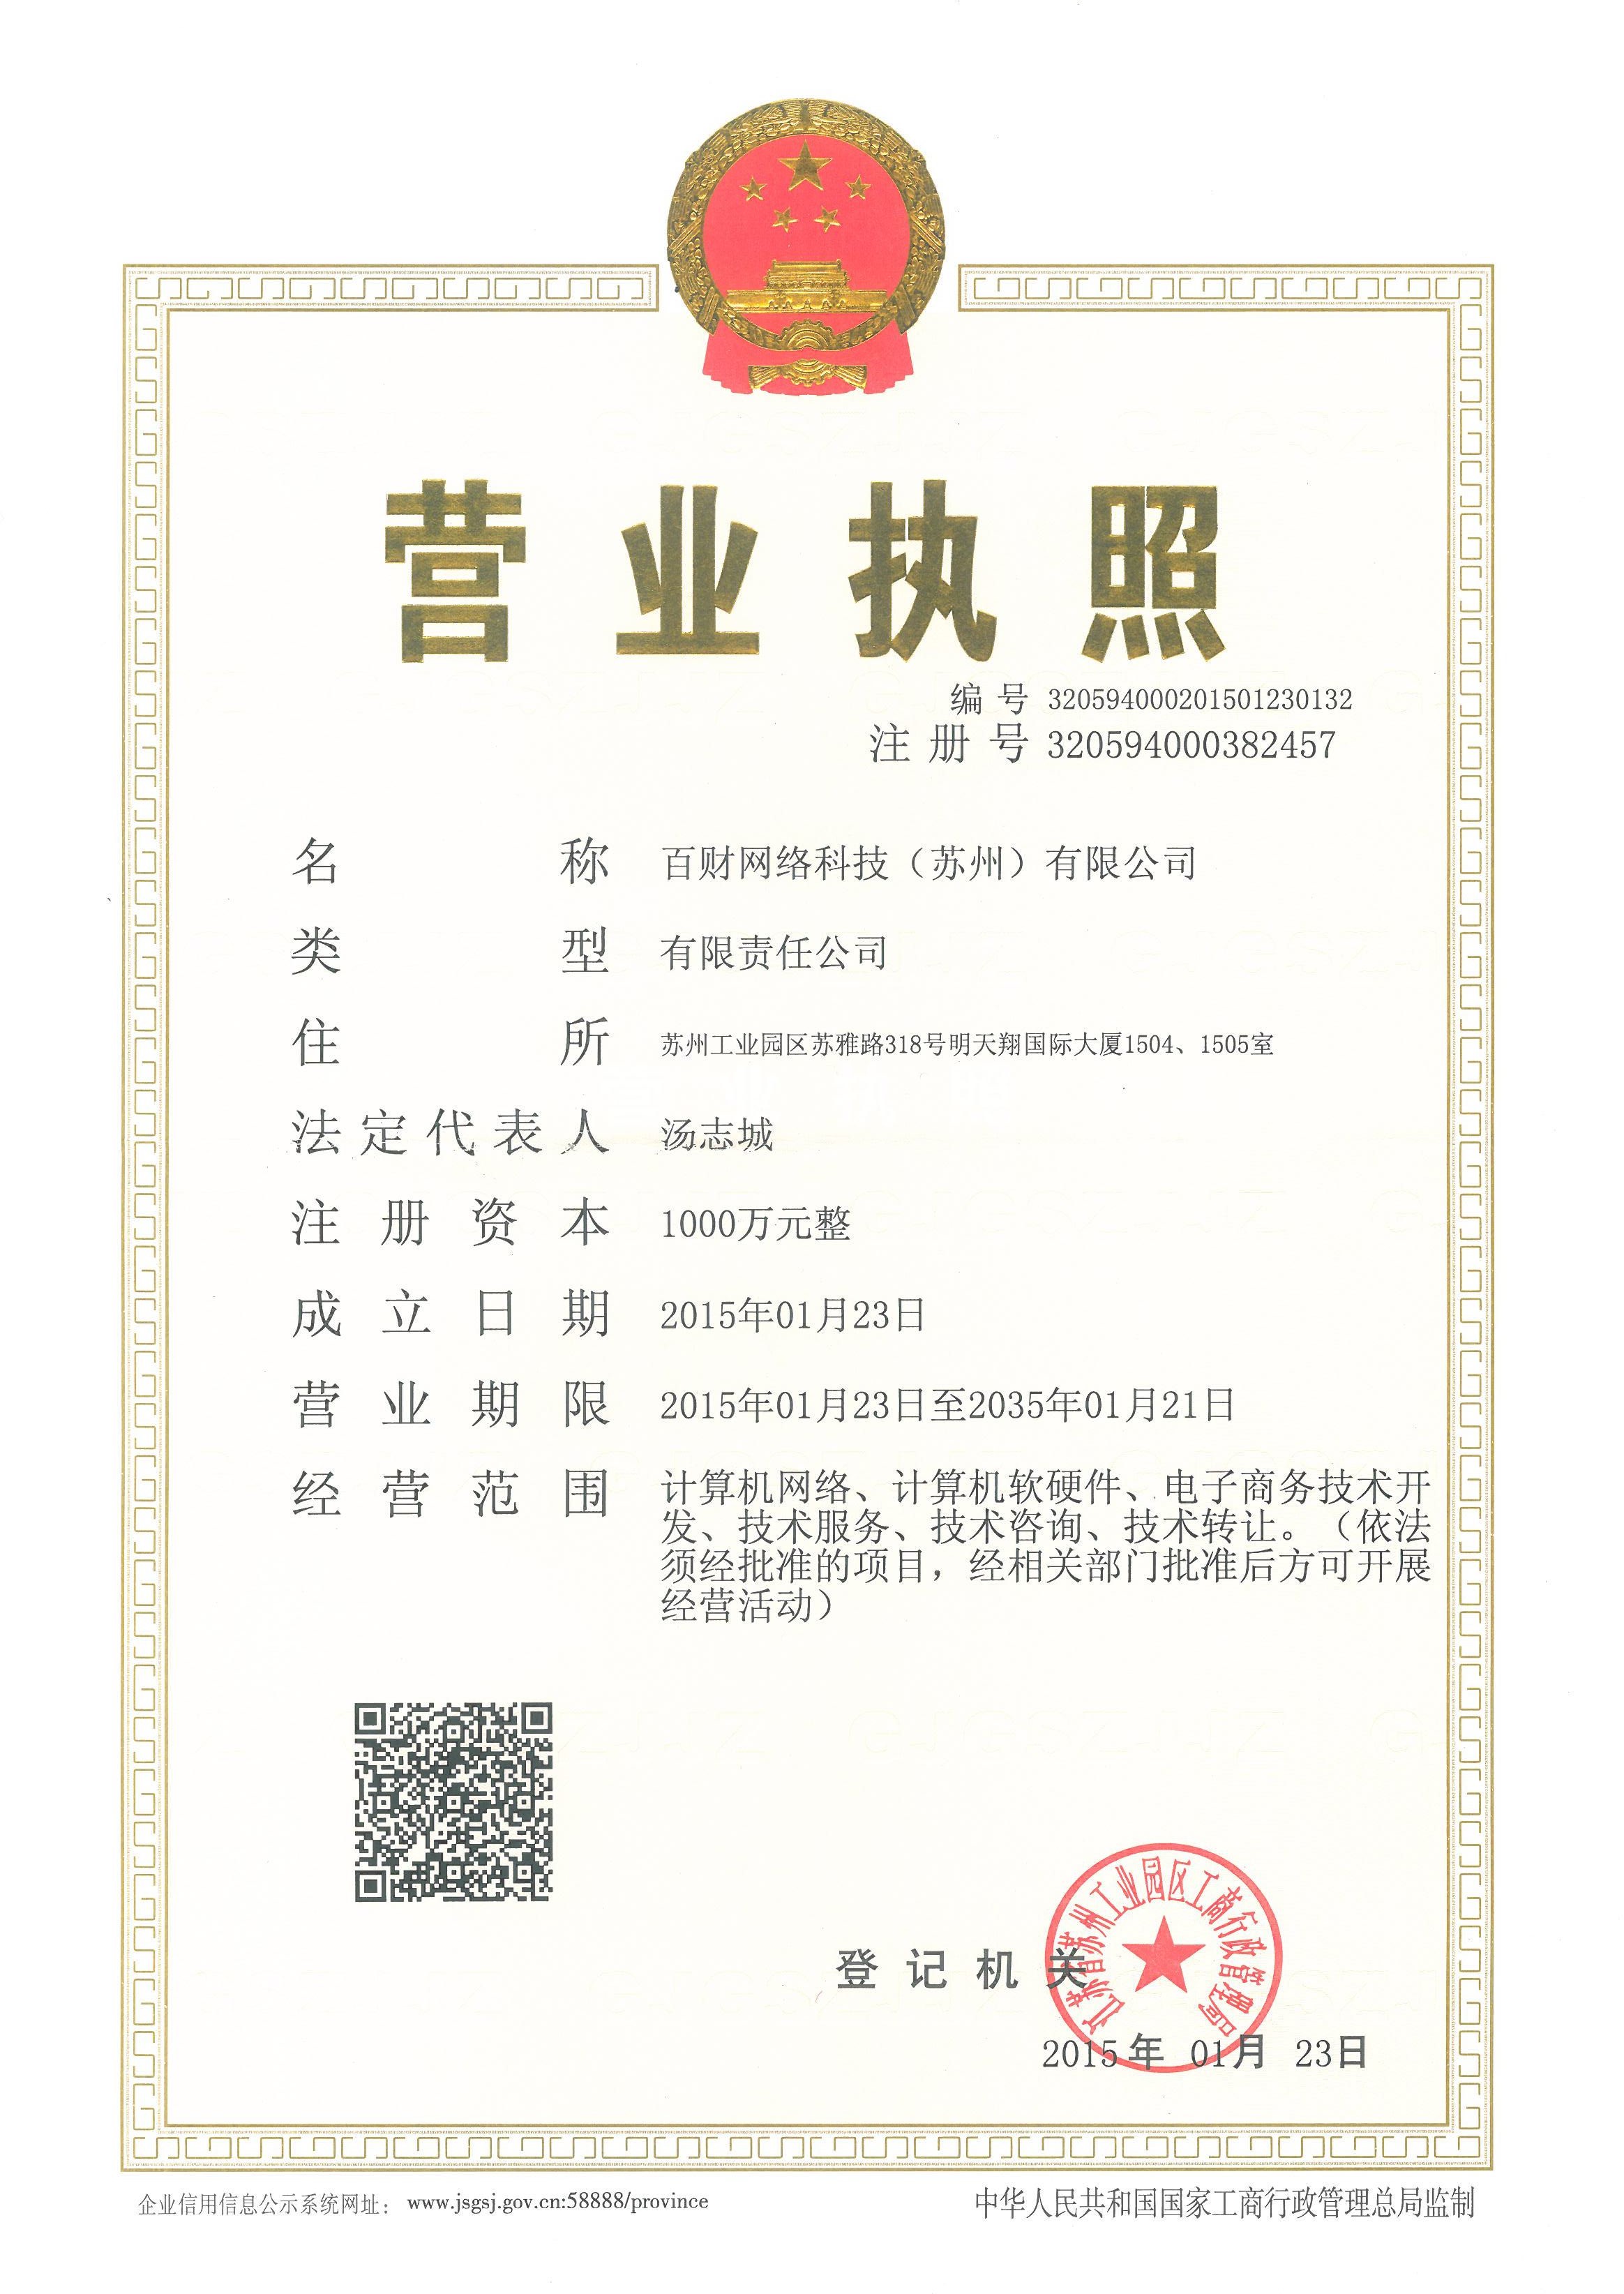 营业执照
编号 320594000201501230132
注册号 320594000382457
名称 百财网络科技（苏州）有限公司
类型 有限责任公司
住所 苏州工业园区苏雅路318号明天翔国际大厦1504、1505室
法定代表人 汤志城
注册资本 1000万元整
成立日期 2015年01月23日
营业期限 2015年01月23日至2035年01月21日
经营范围 计算机网络、计算机软硬件、电子商务技术开
发、技术服务、技术咨询、技术转让。（依法
须经批准的项目，经相关部门批准后方可开展
经营活动）
江苏省苏州工业园区工商行政管理局
登记机关
2015年 01月 23日
企业信用信息公示系统网址： www.jsgsj.gov.cn:58888/province
中华人民共和国国家工商行政管理总局监制